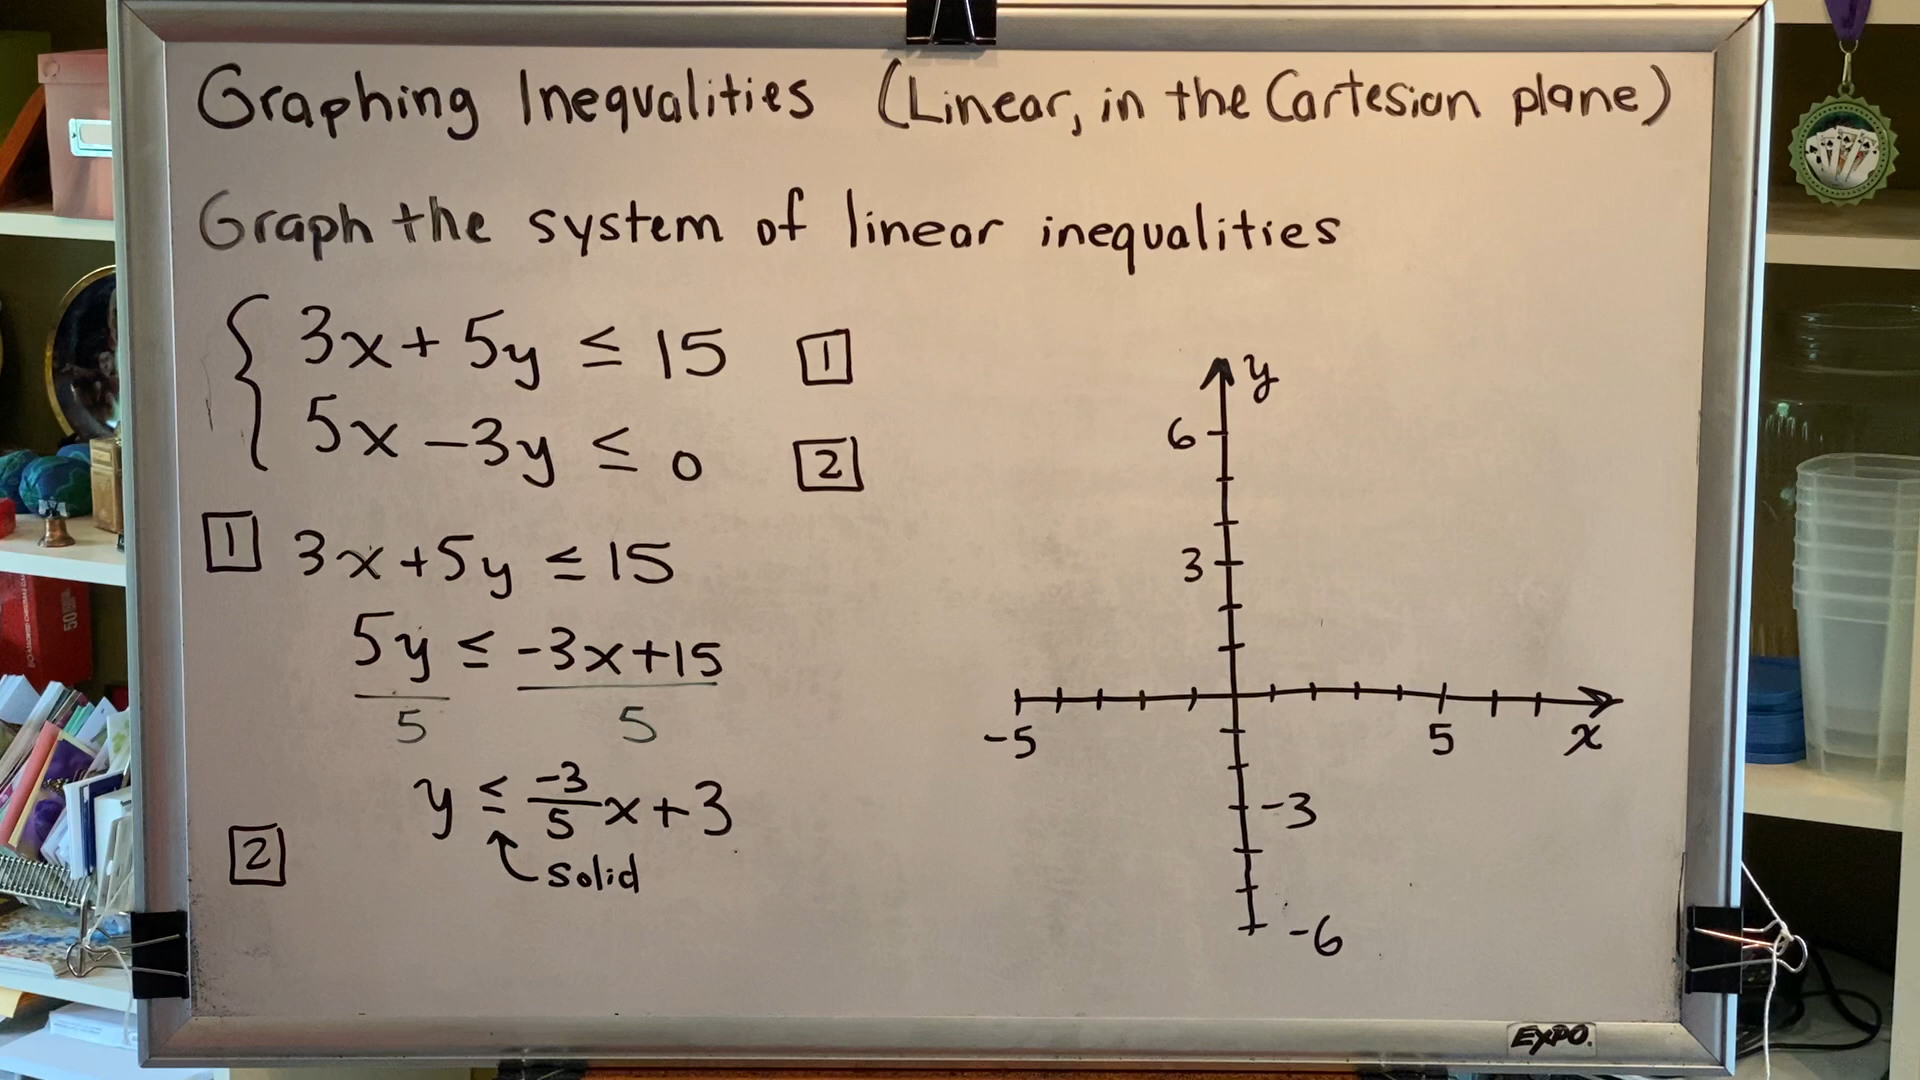 Graphing Inequalities (Linear, in the Cartesian plane)
Graph the system of linear inequalities
{ 3x + 5y ≤ 15 [1]
5x - 3y ≤ 0 [2]
[1] 3x + 5y ≤ 15
5y ≤ -3x + 15
5 5
y ≤ -3/5 x + 3
solid
[2]
y
6
3
-5 5 x
-3
-6
EXPO.
50